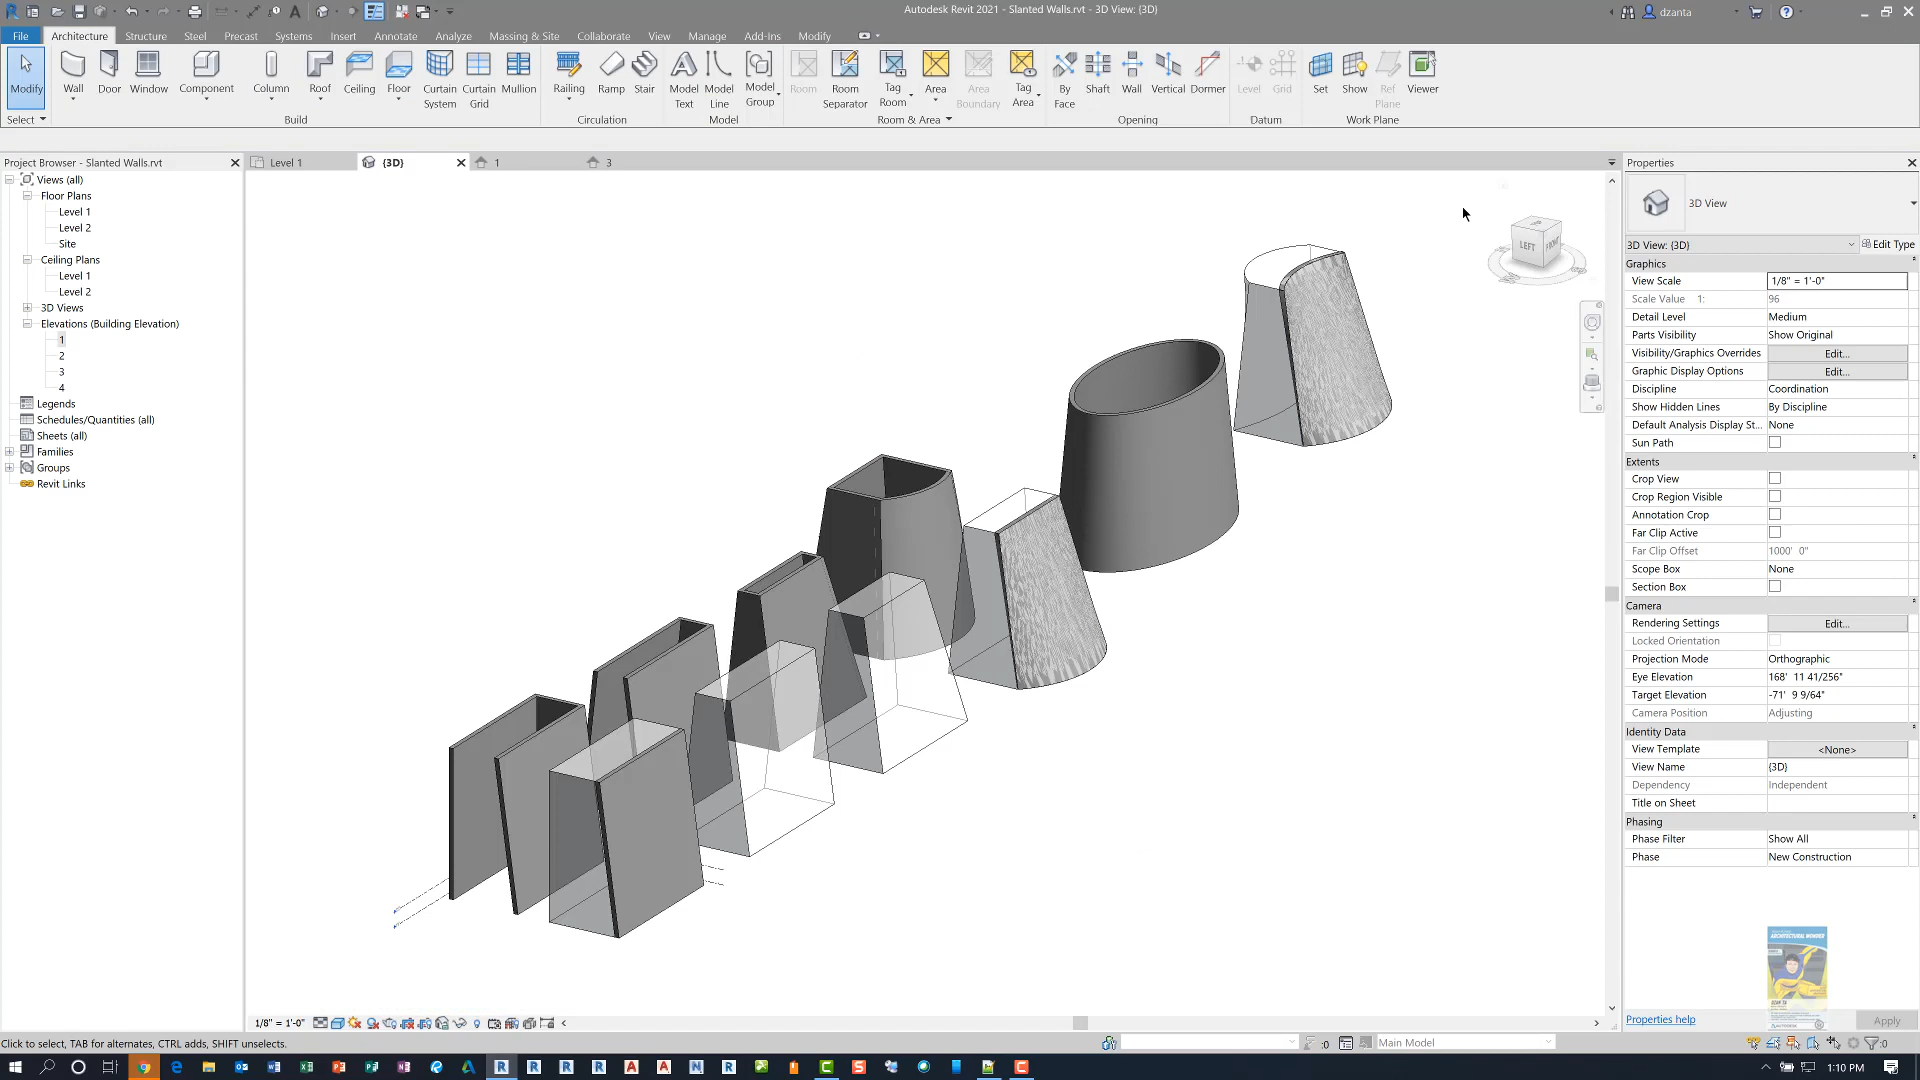 Autodesk Revit 2021 - Slanted Walls.rvt - 3D View: {3D}
dzanta
File Architecture Structure Steel Precast Systems Insert Annotate Analyze Massing & Site Collaborate View Manage Add-Ins Modify
Modify Wall Door Window Component Column Roof Ceiling Floor Curtain System Curtain Grid Mullion Railing Ramp Stair Model Text Model Line Model Group Room Room Separator Tag Room Area Area Boundary Tag Area By Face Shaft Wall Vertical Dormer Level Grid Set Show Ref Plane Viewer
Select Build Circulation Model Room & Area Opening Datum Work Plane
Project Browser - Slanted Walls.rvt
Level 1 {3D} 1 3
Properties
Views (all)
Floor Plans
Level 1
Level 2
Site
Ceiling Plans
Level 1
Level 2
3D Views
Elevations (Building Elevation)
1
2
3
4
Legends
Schedules/Quantities (all)
Sheets (all)
Families
Groups
Revit Links
LEFT FRONT
3D View
3D View: {3D} Edit Type
Graphics
View Scale 1/8" = 1'-0"
Scale Value 1: 96
Detail Level Medium
Parts Visibility Show Original
Visibility/Graphics Overrides Edit...
Graphic Display Options Edit...
Discipline Coordination
Show Hidden Lines By Discipline
Default Analysis Display St... None
Sun Path
Extents
Crop View
Crop Region Visible
Annotation Crop
Far Clip Active
Far Clip Offset 1000' 0"
Scope Box None
Section Box
Camera
Rendering Settings Edit...
Locked Orientation
Projection Mode Orthographic
Eye Elevation 168' 11 41/256"
Target Elevation -71' 9 9/64"
Camera Position Adjusting
Identity Data
View Template <None>
View Name {3D}
Dependency Independent
Title on Sheet
Phasing
Phase Filter Show All
Phase New Construction
ARCHITECTURAL WONDER
AUTODESK
Properties help Apply
1/8" = 1'-0"
Click to select, TAB for alternates, CTRL adds, SHIFT unselects.
:0 Main Model :0
1:10 PM